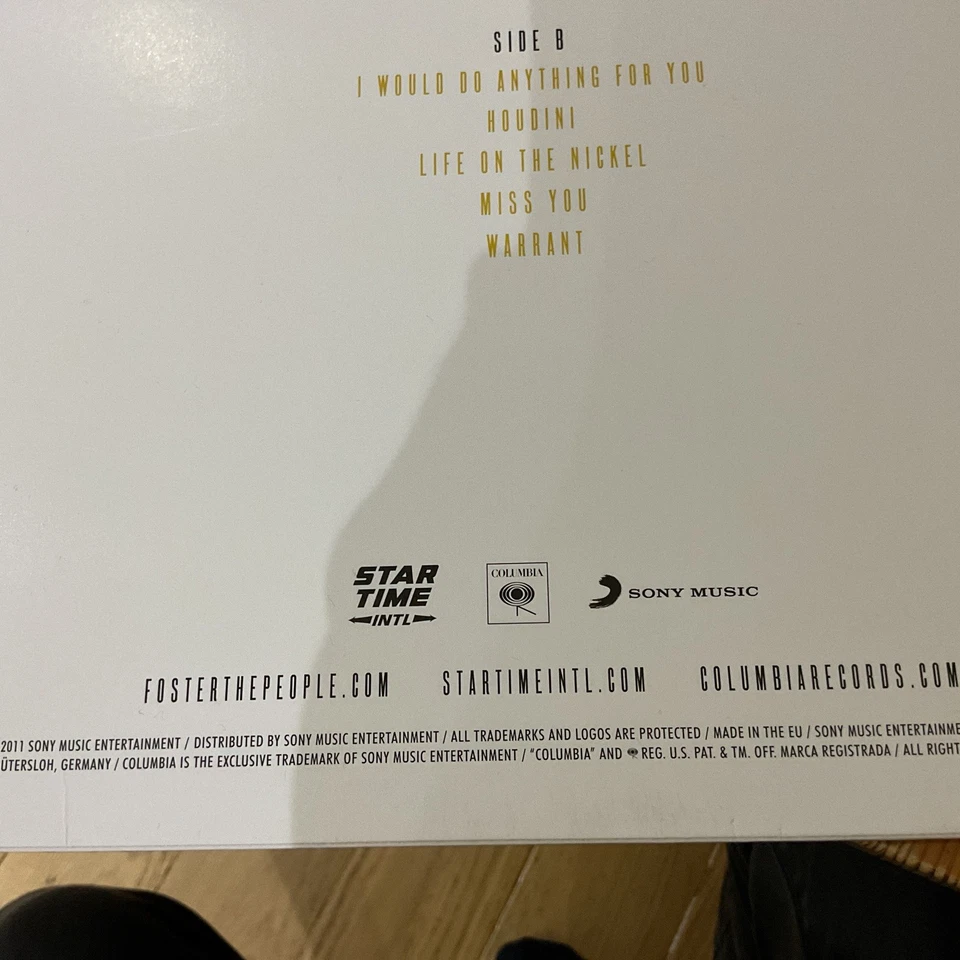 SIDE B
I WOULD DO ANYTHING FOR YOU
HOUDINI
LIFE ON THE NICKEL
MISS YOU
WARRANT
STAR
TIME
INTL
COLUMBIA
SONY MUSIC
FOSTERTHEPEOPLE.COM STARTIMEINTL.COM COLUMBIARECORDS.COM
2011 SONY MUSIC ENTERTAINMENT / DISTRIBUTED BY SONY MUSIC ENTERTAINMENT / ALL TRADEMARKS AND LOGOS ARE PROTECTED / MADE IN THE EU / SONY MUSIC ENTERTAINME
ÜTERSLOH, GERMANY / COLUMBIA IS THE EXCLUSIVE TRADEMARK OF SONY MUSIC ENTERTAINMENT / "COLUMBIA" AND REG. U.S. PAT. & TM. OFF. MARCA REGISTRADA / ALL RIGHT